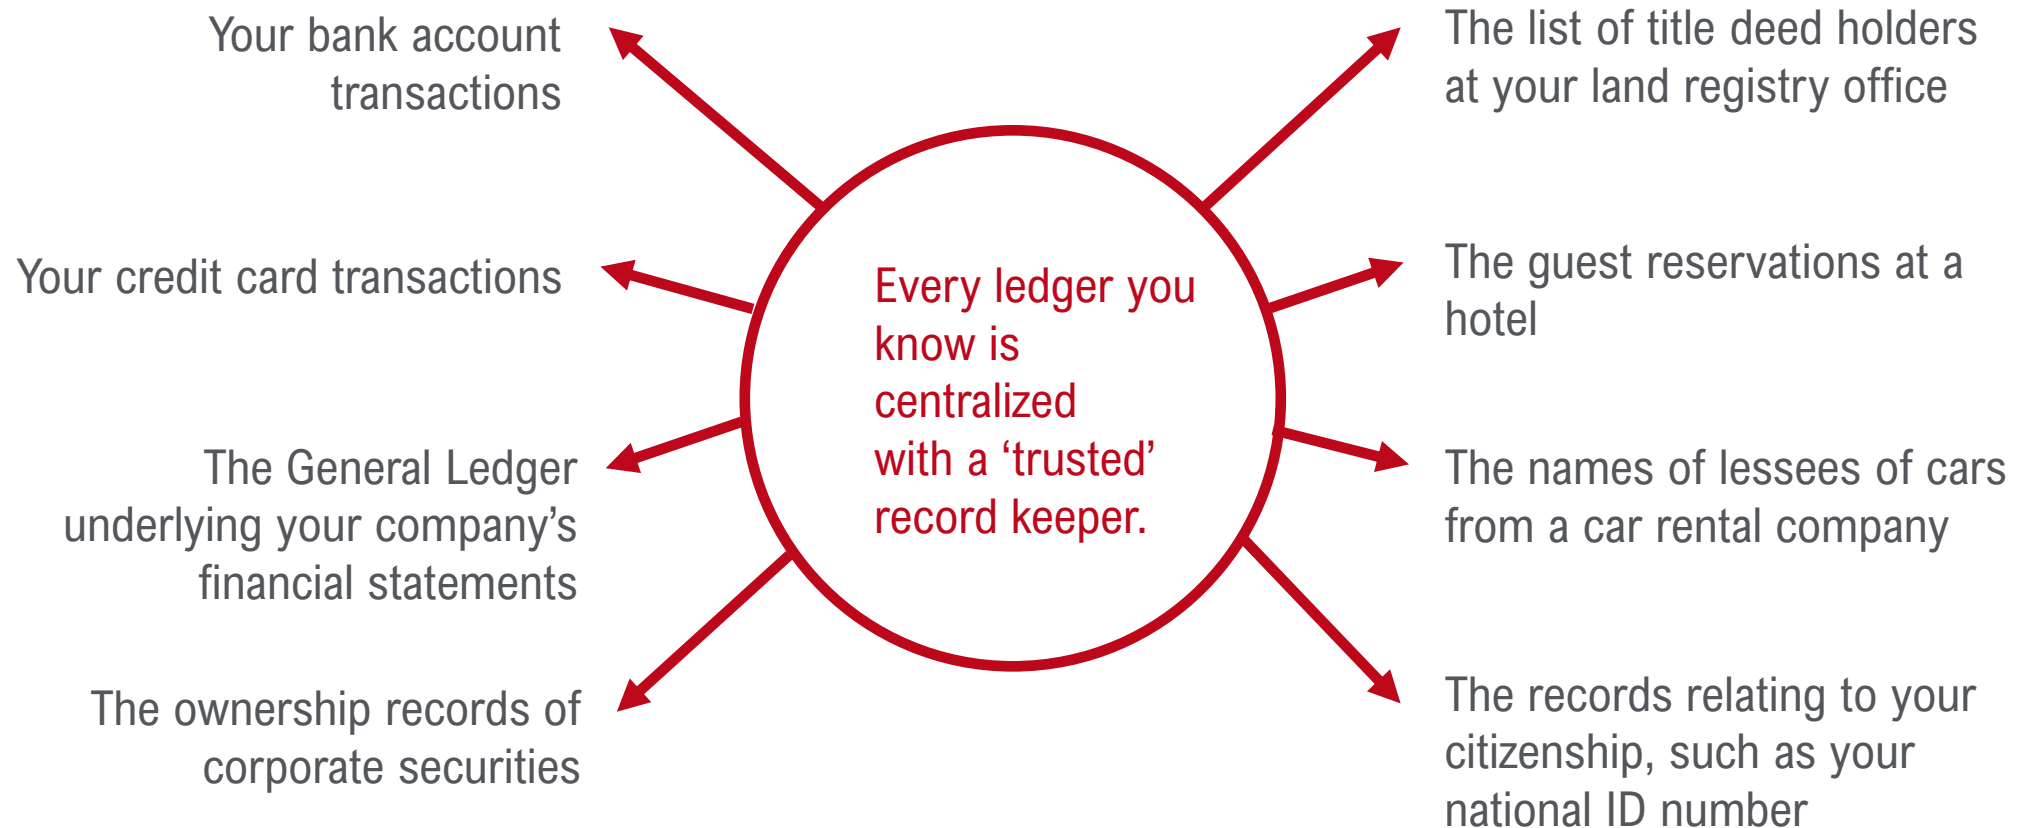 Your bank account
transactions
Your credit card transactions
The General Ledger
underlying your company’s
financial statements
The ownership records of
corporate securities
Every ledger you
know is
centralized
with a ‘trusted’
record keeper.
The list of title deed holders
at your land registry office
The guest reservations at a
hotel
The names of lessees of cars
from a car rental company
The records relating to your
citizenship, such as your
national ID number